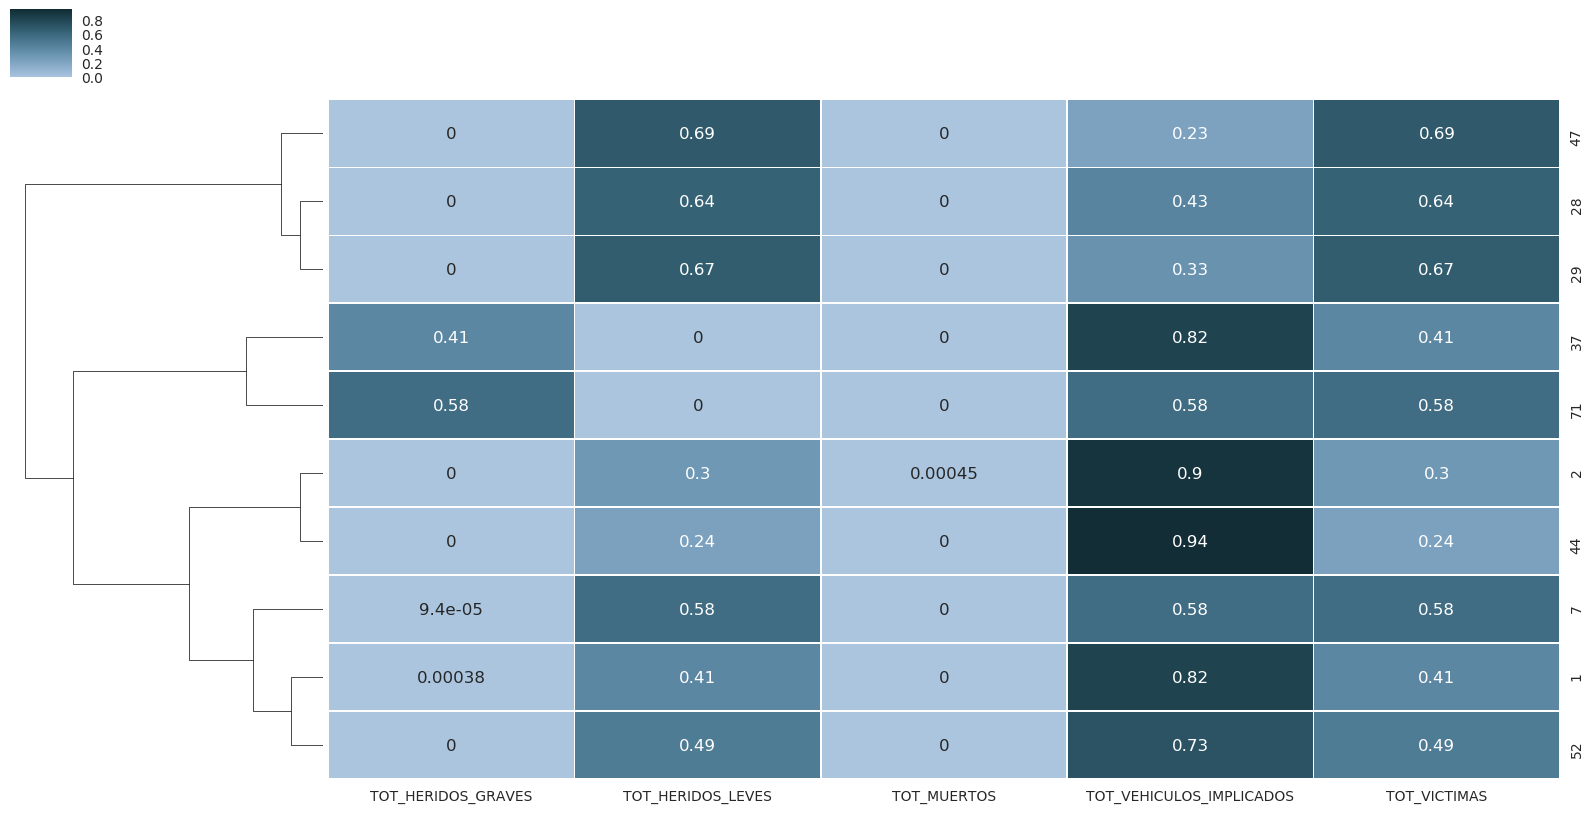 0.8
0.6
0.4
0.2
0.0
0 0.69 0 0.23 0.69 47
0 0.64 0 0.43 0.64 28
0 0.67 0 0.33 0.67 29
0.41 0 0 0.82 0.41 37
0.58 0 0 0.58 0.58 71
0 0.3 0.00045 0.9 0.3 2
0 0.24 0 0.94 0.24 44
9.4e-05 0.58 0 0.58 0.58 7
0.00038 0.41 0 0.82 0.41 1
0 0.49 0 0.73 0.49 52
TOT_HERIDOS_GRAVES TOT_HERIDOS_LEVES TOT_MUERTOS TOT_VEHICULOS_IMPLICADOS TOT_VICTIMAS